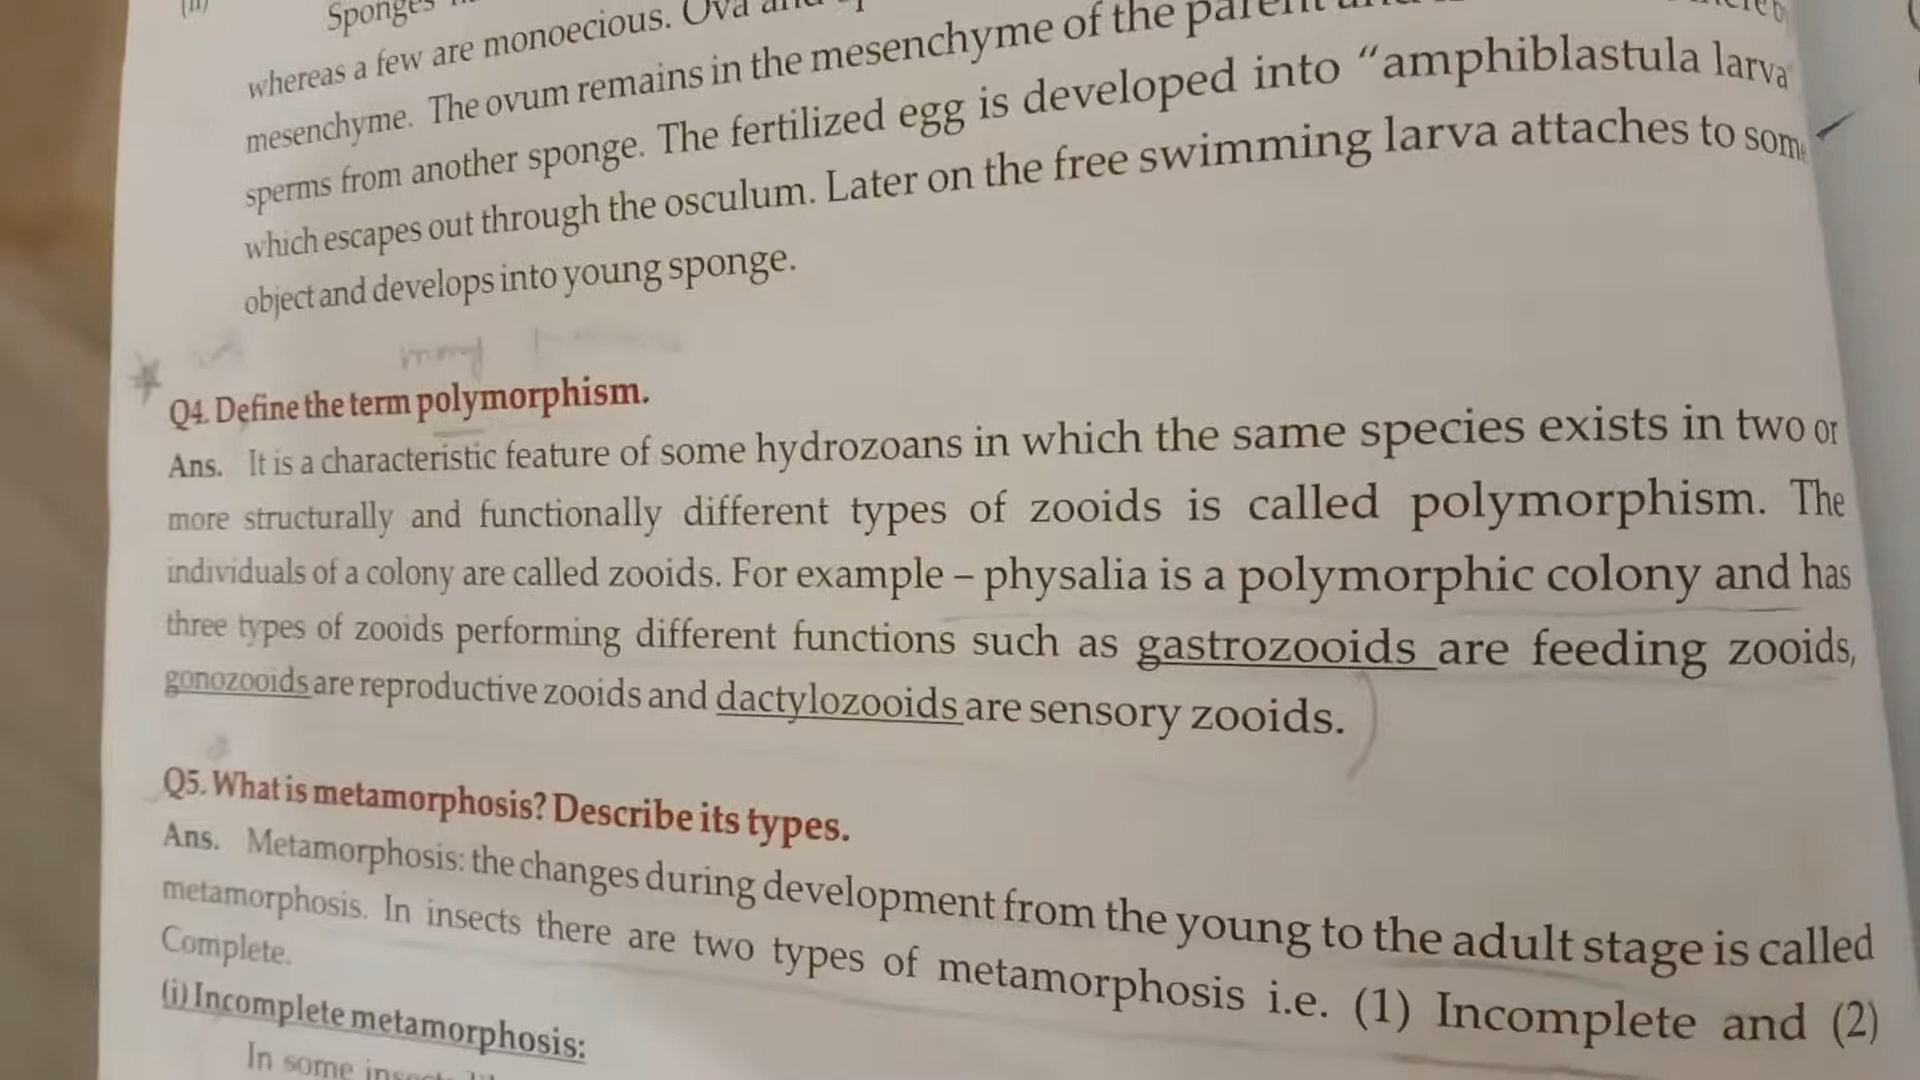 (ii) Sponges
whereas a few are monoecious. Ova and
mesenchyme. The ovum remains in the mesenchyme of the parent and
sperms from another sponge. The fertilized egg is developed into "amphiblastula larva
which escapes out through the osculum. Later on the free swimming larva attaches to some
object and develops into young sponge.
many
Q4. Define the term polymorphism.
Ans. It is a characteristic feature of some hydrozoans in which the same species exists in two or
more structurally and functionally different types of zooids is called polymorphism. The
individuals of a colony are called zooids. For example – physalia is a polymorphic colony and has
three types of zooids performing different functions such as gastrozooids are feeding zooids,
gonozooids are reproductive zooids and dactylozooids are sensory zooids.
Q5. What is metamorphosis? Describe its types.
Ans. Metamorphosis: the changes during development from the young to the adult stage is called
metamorphosis. In insects there are two types of metamorphosis i.e. (1) Incomplete and (2)
Complete.
(i) Incomplete metamorphosis:
In some